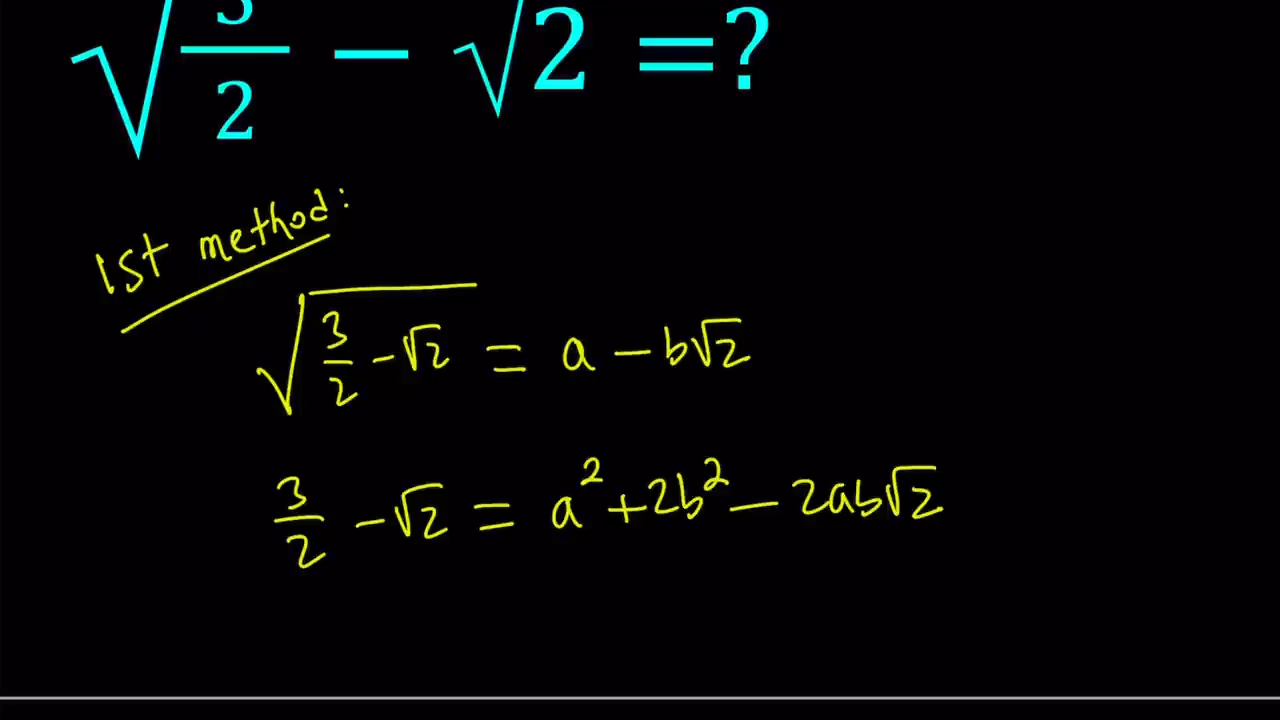 √3/2 − √2 =?
1st method:
√(3/2 − √2) = a − b√2
3/2 − √2 = a² + 2b² − 2ab√2